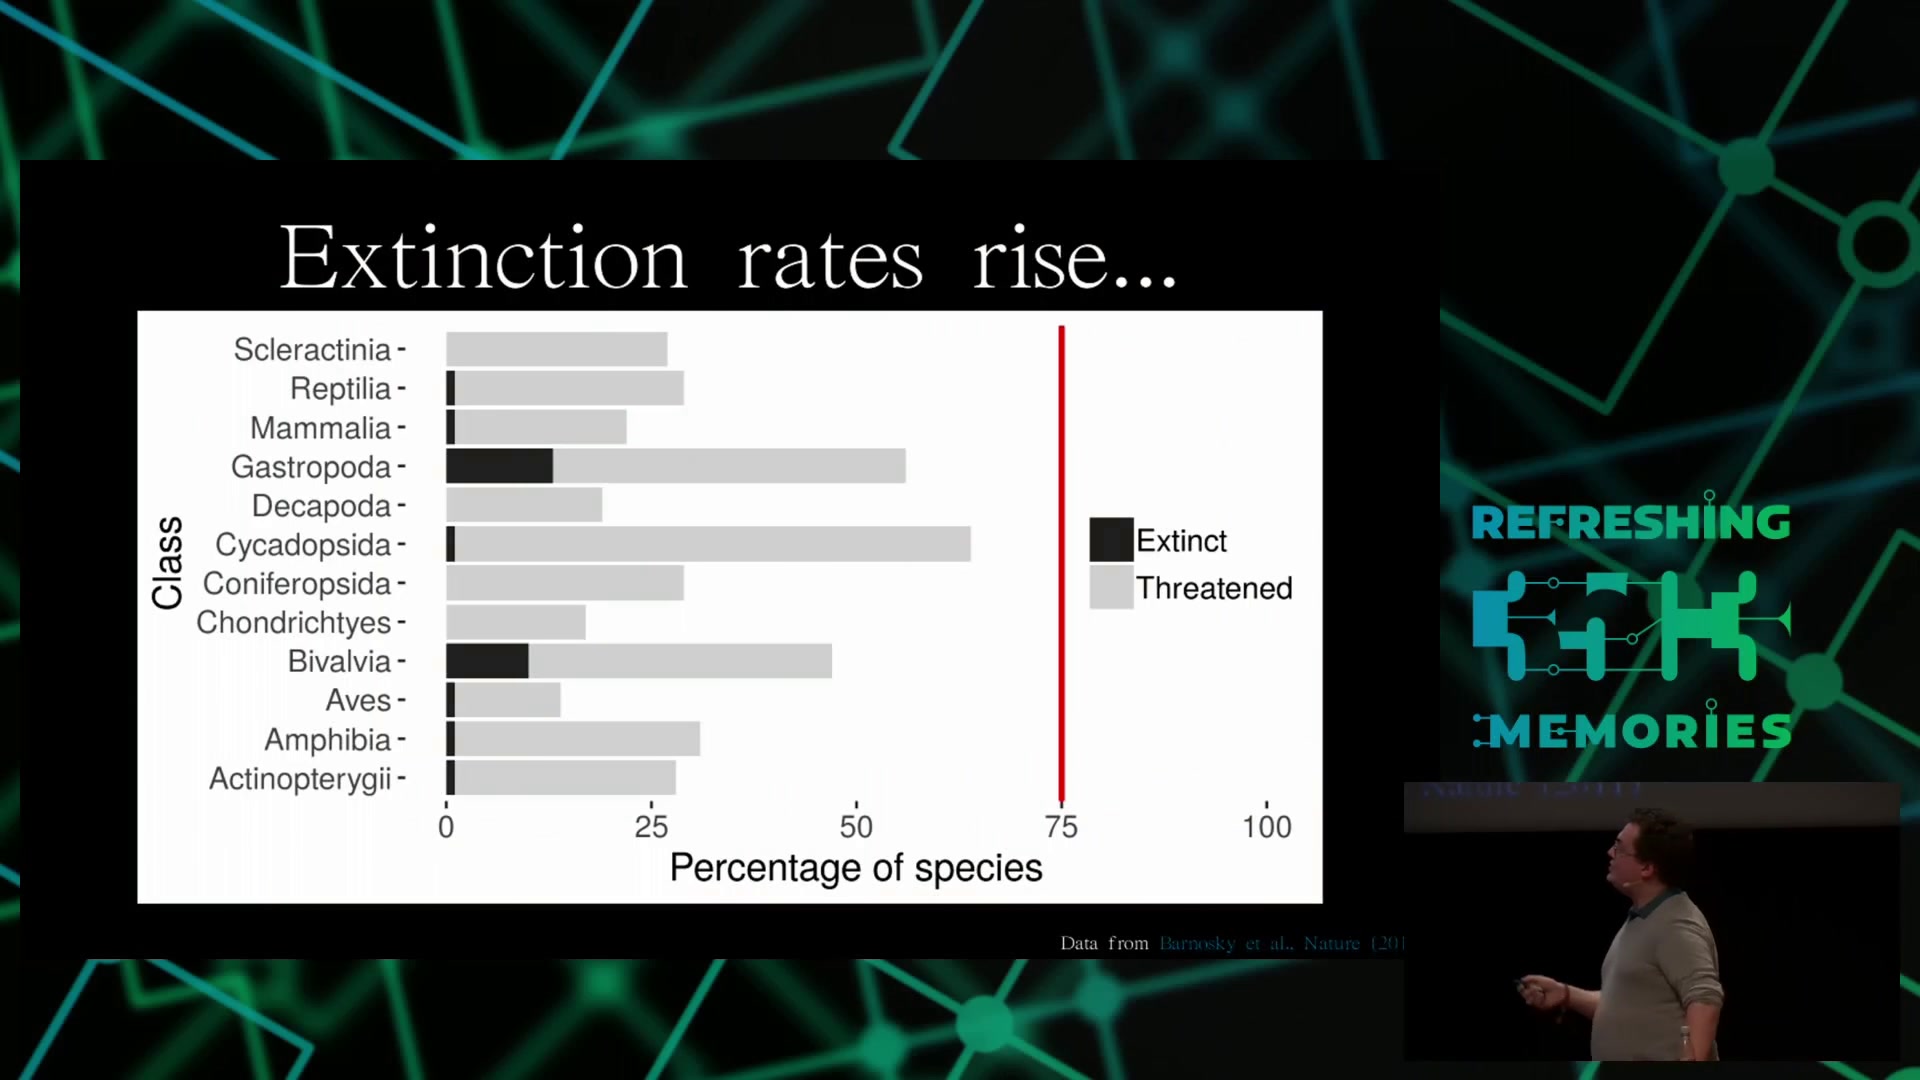 Extinction rates rise...
Class
Scleractinia
Reptilia
Mammalia
Gastropoda
Decapoda
Cycadopsida
Coniferopsida
Chondrichtyes
Bivalvia
Aves
Amphibia
Actinopterygii
0 25 50 75 100
Percentage of species
Extinct
Threatened
Data from Barnosky et al., Nature (201
REFRESHING
MEMORIES